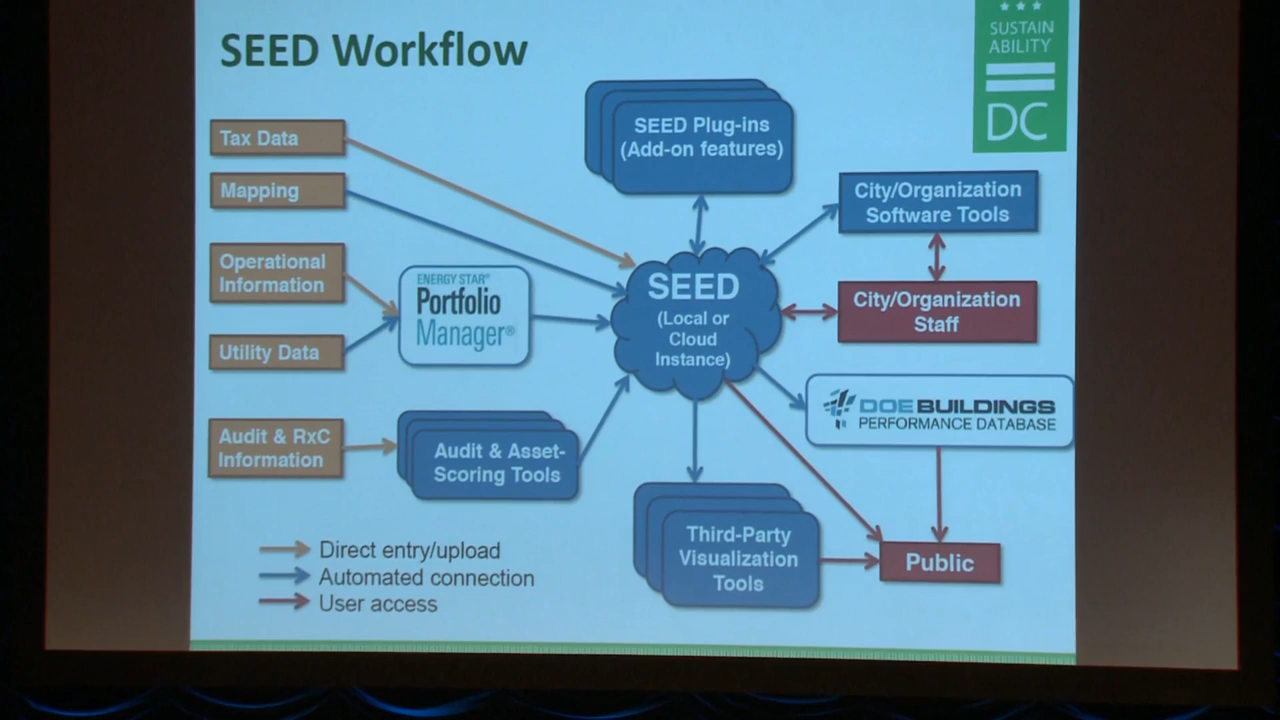 SEED Workflow
SUSTAIN
ABILITY
DC
Tax Data
Mapping
Operational
Information
Utility Data
Audit & RxC
Information
ENERGY STAR®
Portfolio
Manager®
Audit & Asset-
Scoring Tools
SEED Plug-ins
(Add-on features)
SEED
(Local or
Cloud
Instance)
City/Organization
Software Tools
City/Organization
Staff
DOE BUILDINGS
PERFORMANCE DATABASE
Third-Party
Visualization
Tools
Public
Direct entry/upload
Automated connection
User access